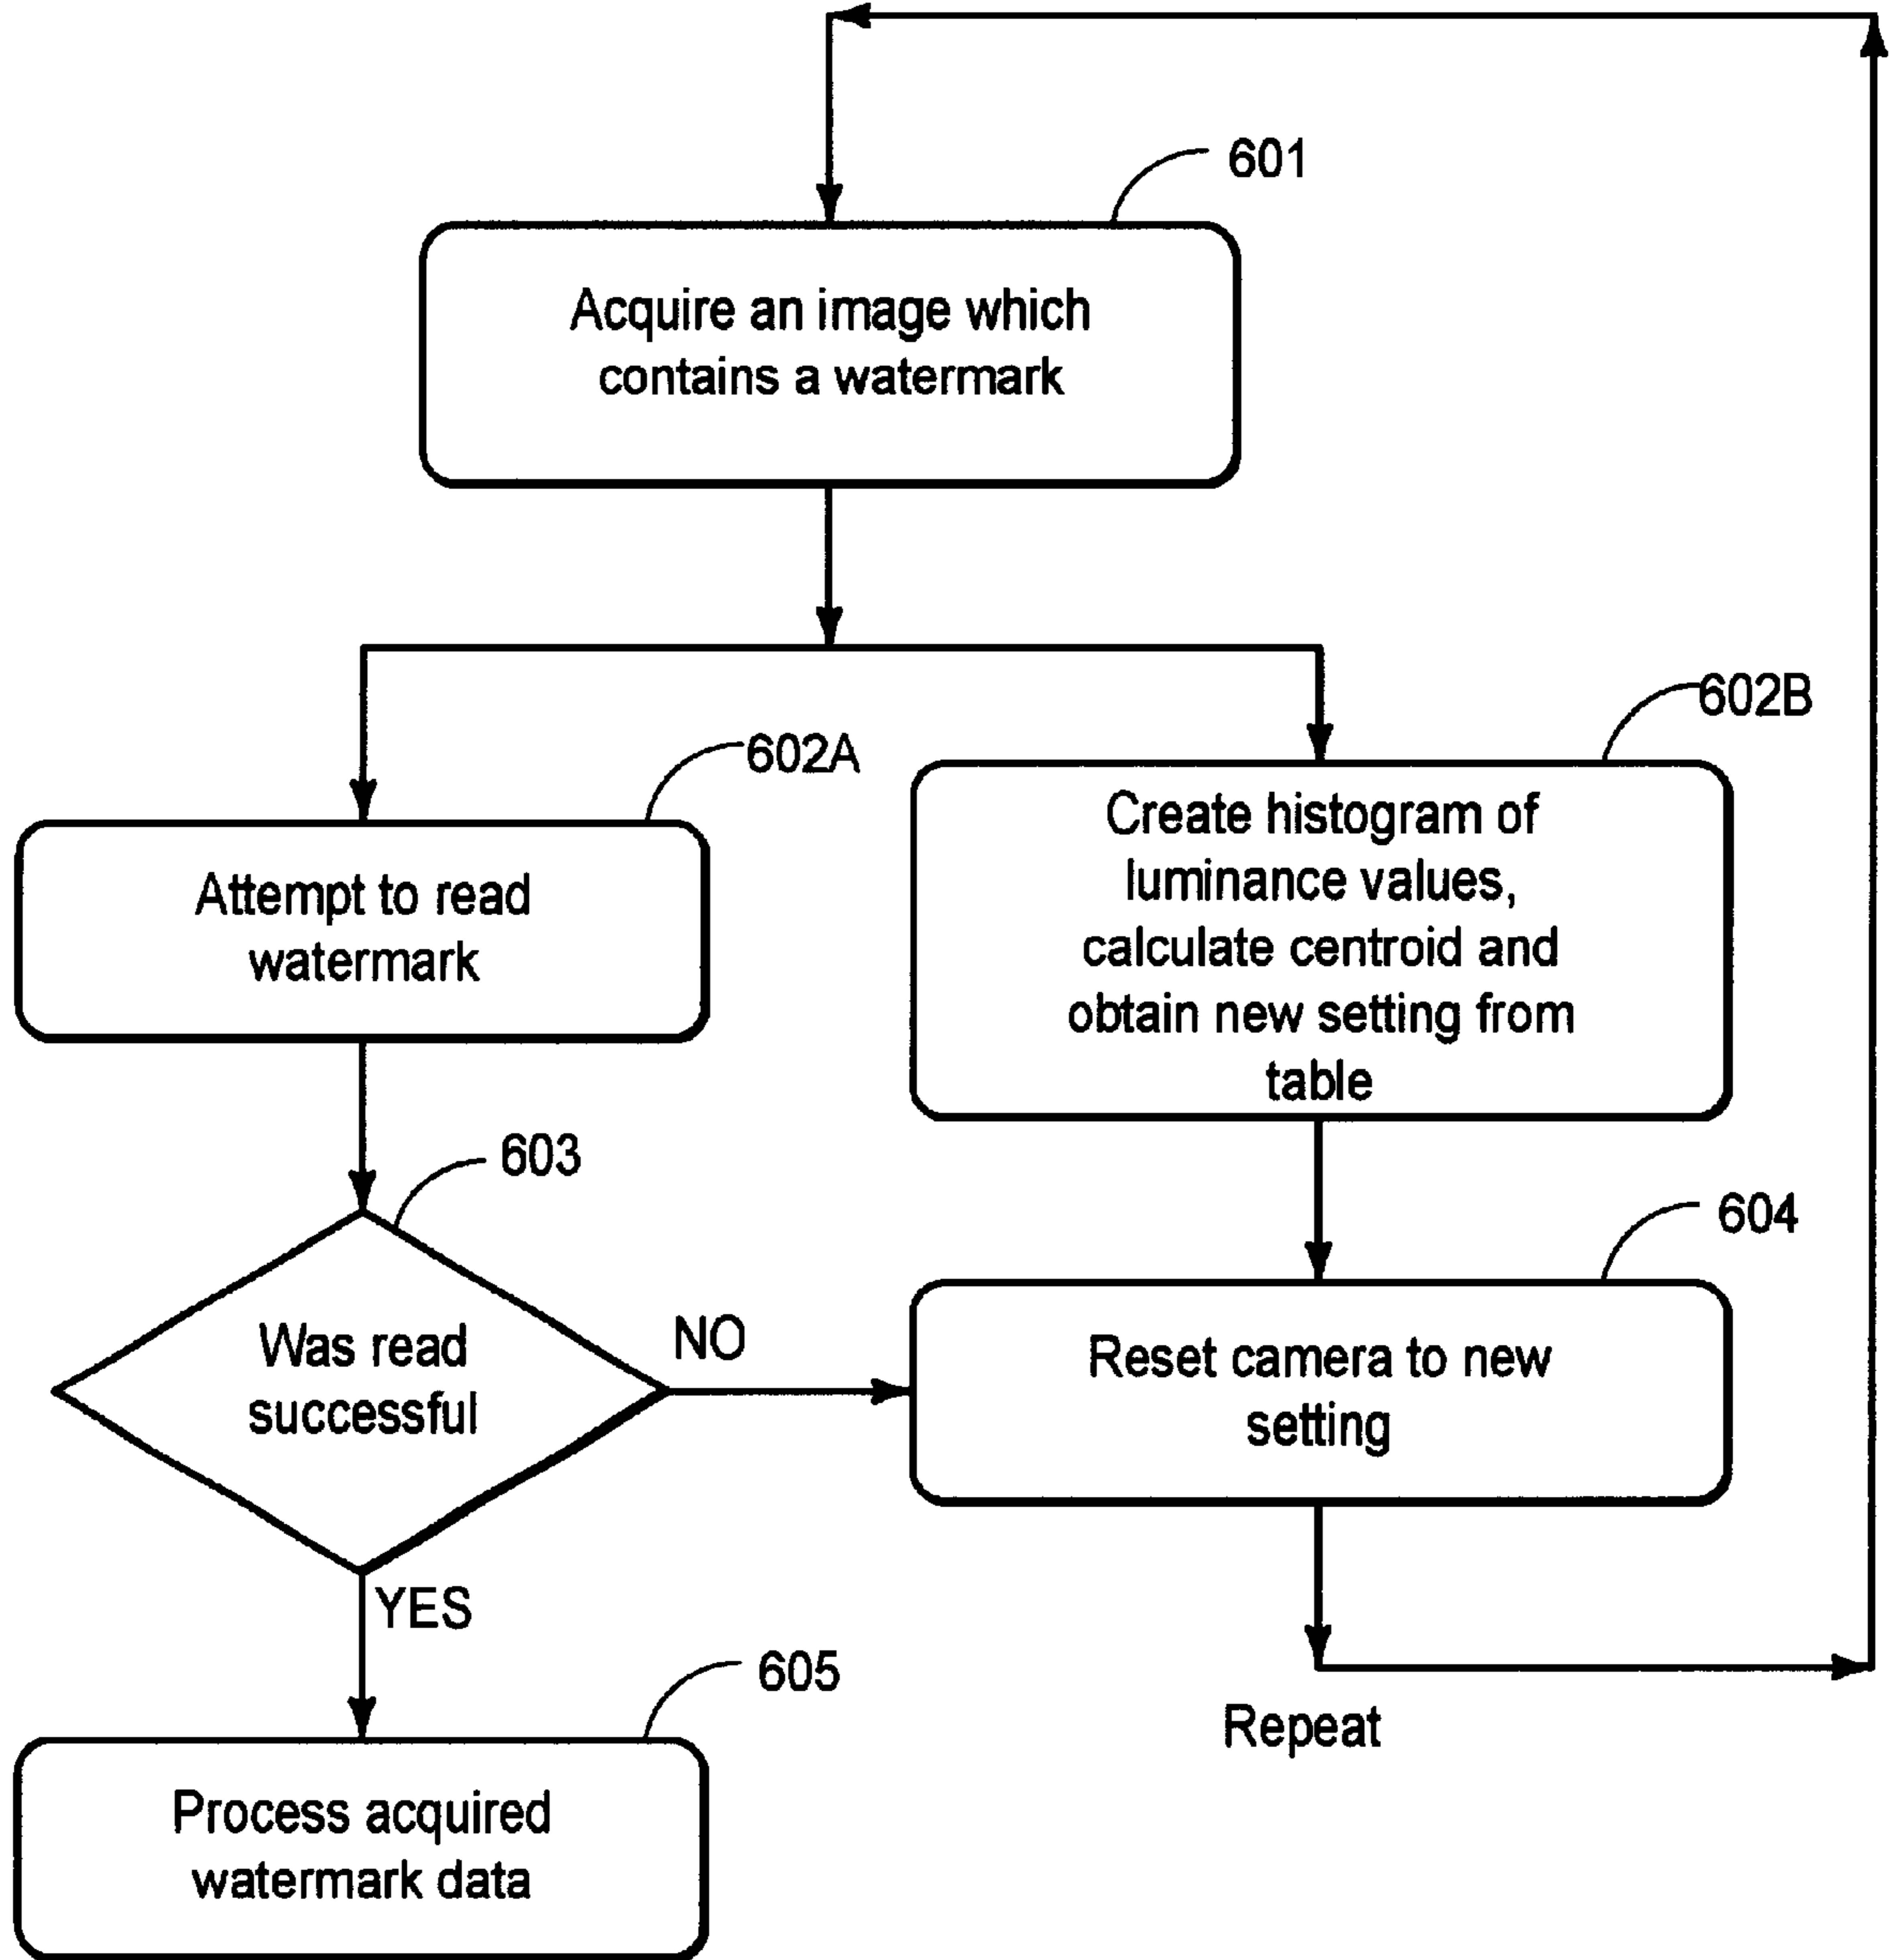 601
Acquire an image which
contains a watermark
602A
602B
Attempt to read
watermark
Create histogram of
luminance values,
calculate centroid and
obtain new setting from
table
603
Was read
successful
NO
YES
604
Reset camera to new
setting
Repeat
605
Process acquired
watermark data